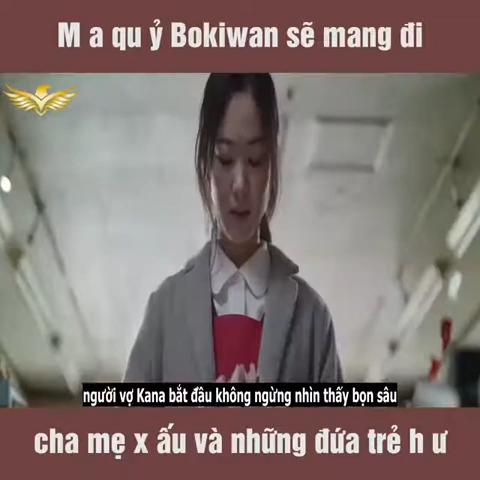 M a qu ỷ Bokiwan sẽ mang đi
người vợ Kana bắt đầu không ngừng nhìn thấy bọn sâu
cha mẹ x ấu và những đứa trẻ h ư